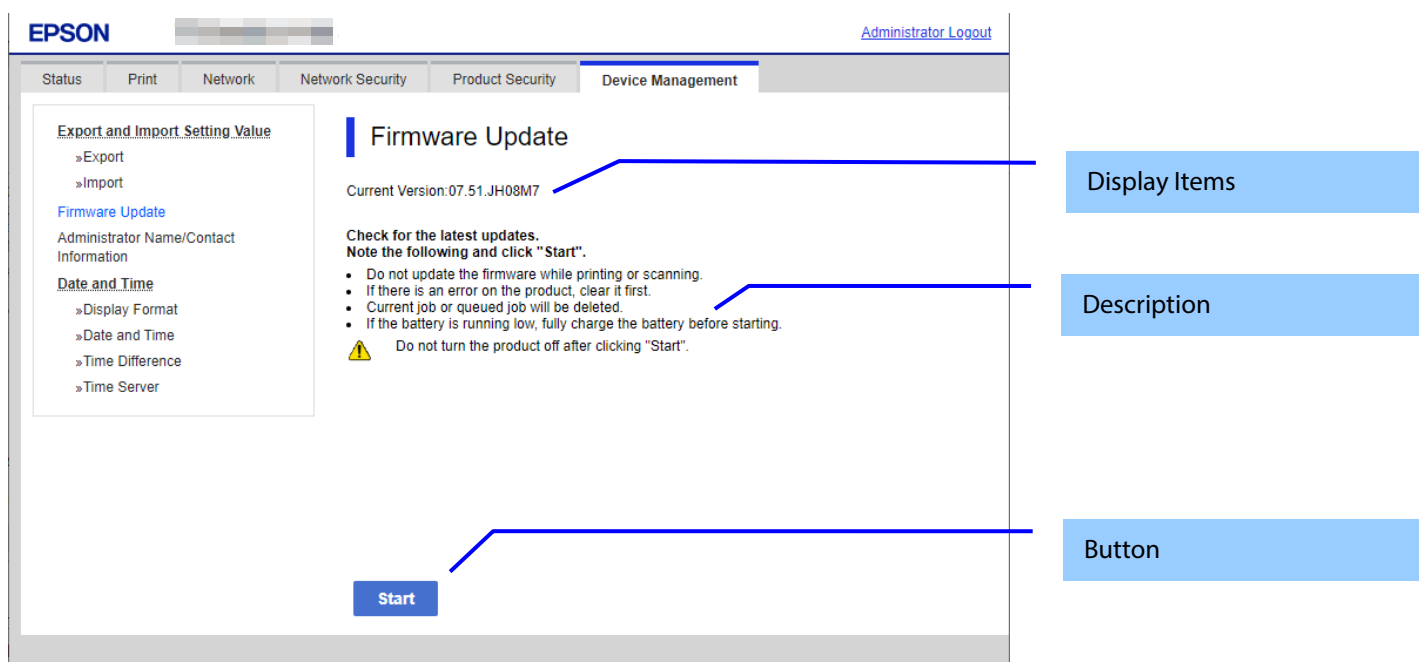 EPSON
Administrator Logout
Status Print Network Network Security Product Security Device Management
Export and Import Setting Value
»Export
»Import
Firmware Update
Administrator Name/Contact
Information
Date and Time
»Display Format
»Date and Time
»Time Difference
»Time Server
Firmware Update
Current Version:07.51.JH08M7
Check for the latest updates.
Note the following and click "Start".
• Do not update the firmware while printing or scanning.
• If there is an error on the product, clear it first.
• Current job or queued job will be deleted.
• If the battery is running low, fully charge the battery before starting.
Do not turn the product off after clicking "Start".
Start
Display Items
Description
Button